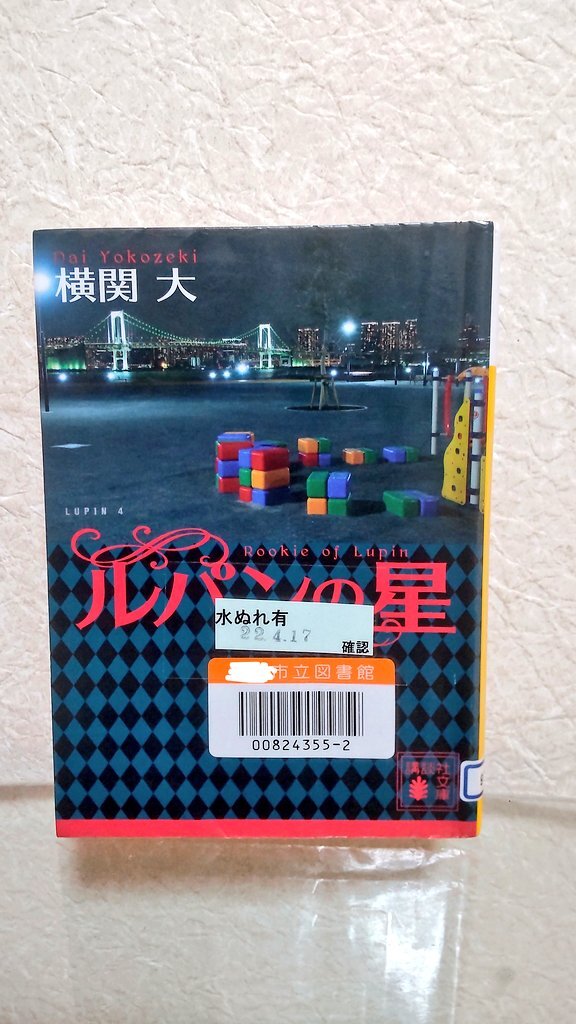 Dai Yokozeki
横関 大
LUPIN 4
Rookie of Lupin
ルパンの星
水ぬれ有
22.4.17
確認
市立図書館
00824355-2
講談社
文庫